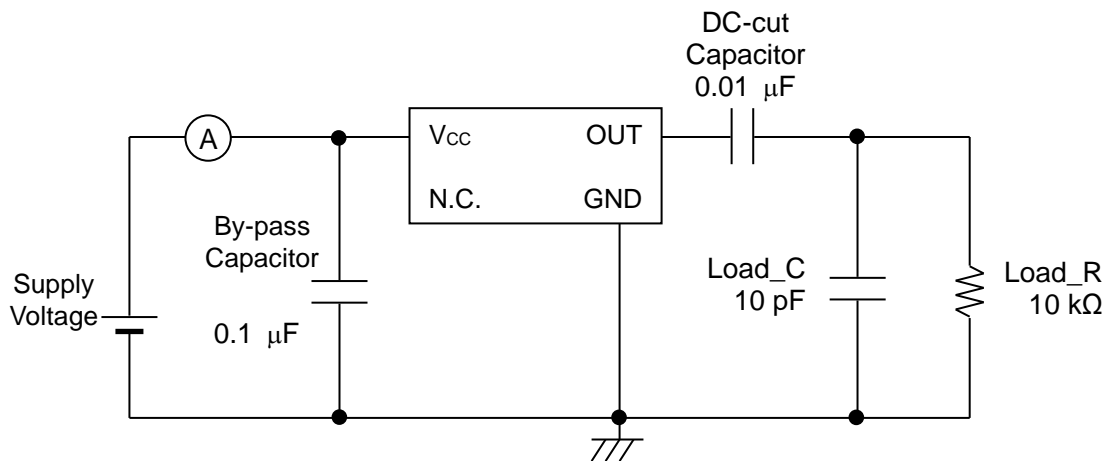 DC-cut
Capacitor
0.01 μF
A
VCC
OUT
N.C.
GND
By-pass
Capacitor
0.1 μF
Supply
Voltage
Load_C
10 pF
Load_R
10 kΩ